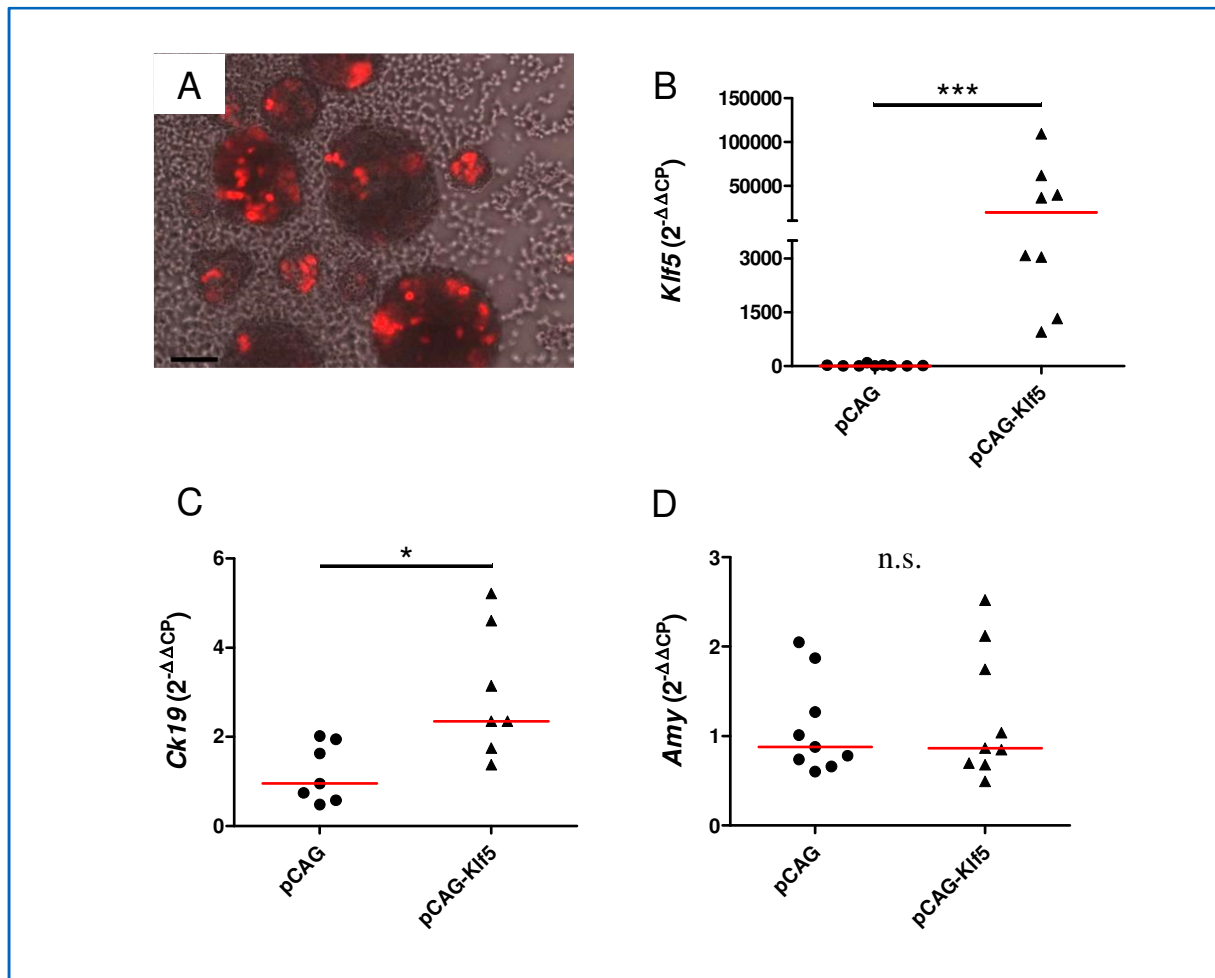 A
B
***
150000
100000
50000
3000
1500
0
Klf5 (2^-ΔΔCP)
pCAG
pCAG-Klf5
C
*
6
4
2
0
Ck19 (2^-ΔΔCP)
pCAG
pCAG-Klf5
D
n.s.
3
2
1
0
Amy (2^-ΔΔCP)
pCAG
pCAG-Klf5